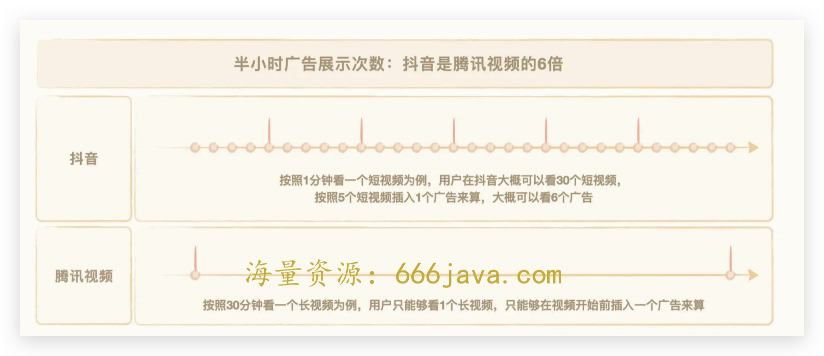 半小时广告展示次数：抖音是腾讯视频的6倍
抖音
按照1分钟看一个短视频为例，用户在抖音大概可以看30个短视频，
按照5个短视频插入1个广告来算，大概可以看6个广告
腾讯视频
海量资源：666java.com
按照30分钟看一个长视频为例，用户只能够看1个长视频，只能够在视频开始前插入一个广告来算